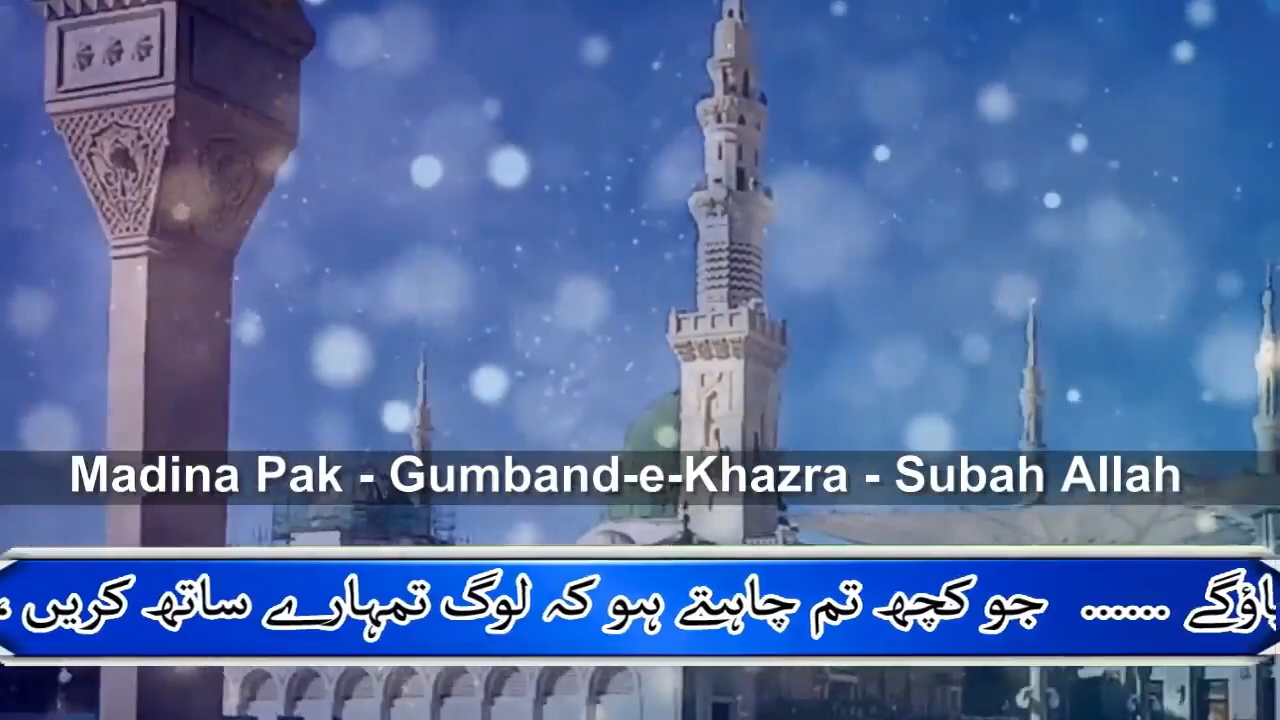 Madina Pak - Gumband-e-Khazra - Subah Allah
...... جو کچھ تم چاہتے ہو کہ لوگ تمہارے ساتھ کریں ،